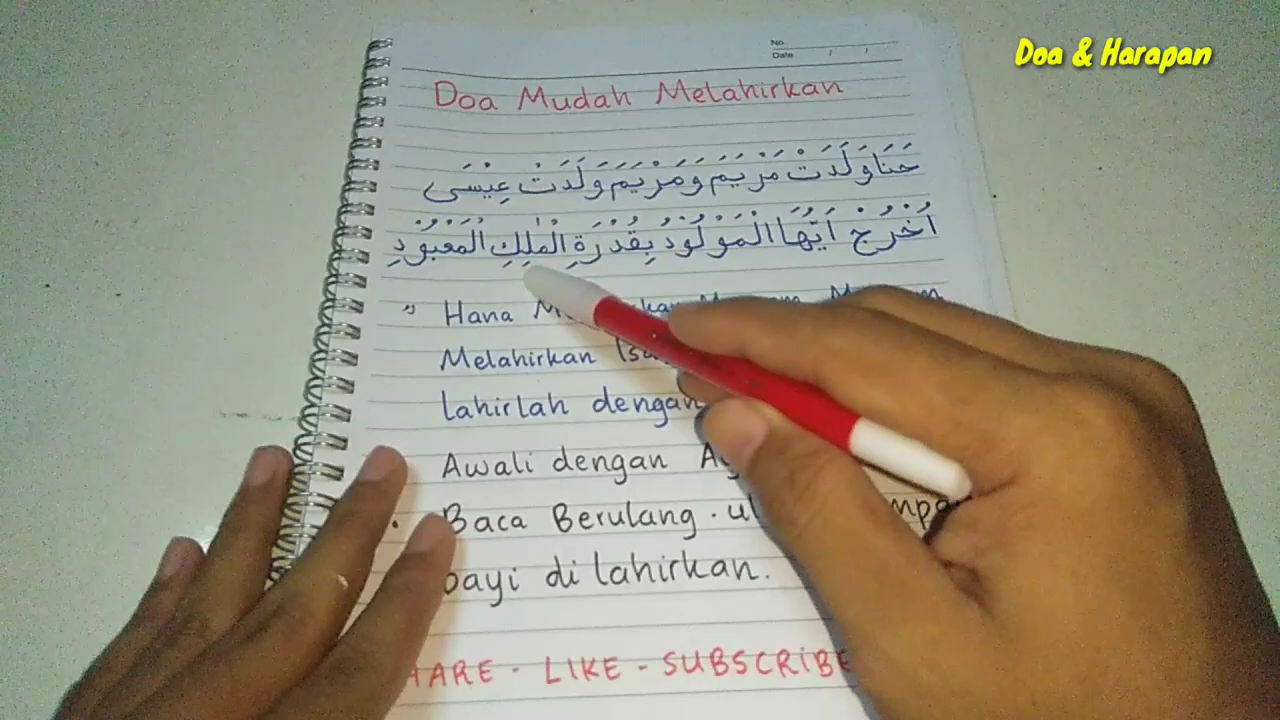 Doa & Harapan
No.
Date / /
Doa Mudah Melahirkan
حَنَا وَلَدَتْ مَرْيَمَ وَمَرْيَمَ وَلَدَتْ عِيْسَى
اُخْرُجْ اَيُّهَا الْمَوْلُوْدُ بِقُدْرَةِ الْمٰلِكِ الْمَعْبُوْدِ
" Hana
Melahirkan
lahirlah dengan
Awali dengan
Baca Berulang-
bayi di lahirkan.
SHARE - LIKE - SUBSCRIBE